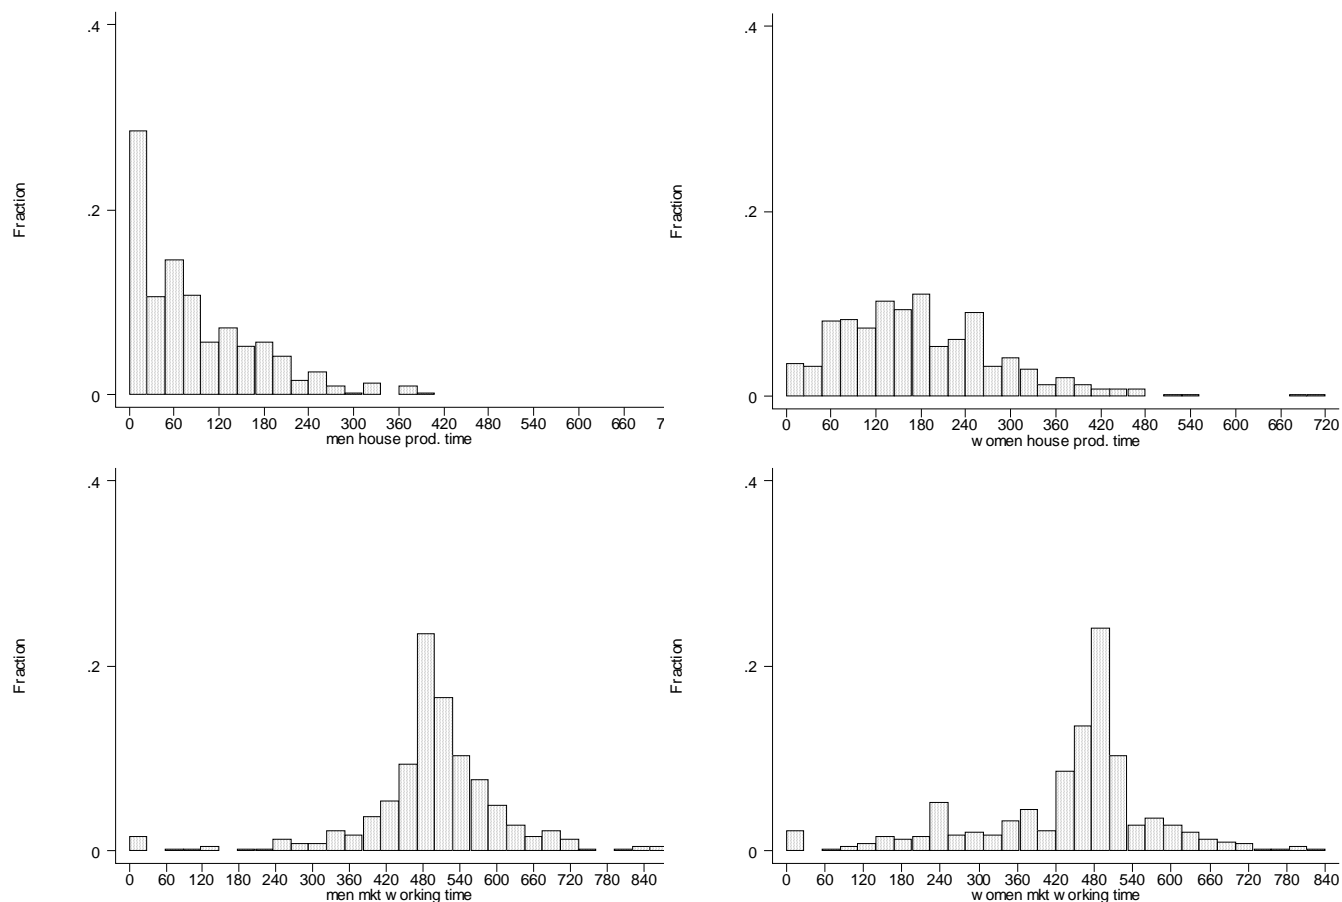 .4
.2
0
Fraction
0 60 120 180 240 300 360 420 480 540 600 660 7
men house prod. time
.4
.2
0
Fraction
0 60 120 180 240 300 360 420 480 540 600 660 720
women house prod. time
.4
.2
0
Fraction
0 60 120 180 240 300 360 420 480 540 600 660 720 780 840
men mkt working time
.4
.2
0
Fraction
0 60 120 180 240 300 360 420 480 540 600 660 720 780 840
women mkt working time